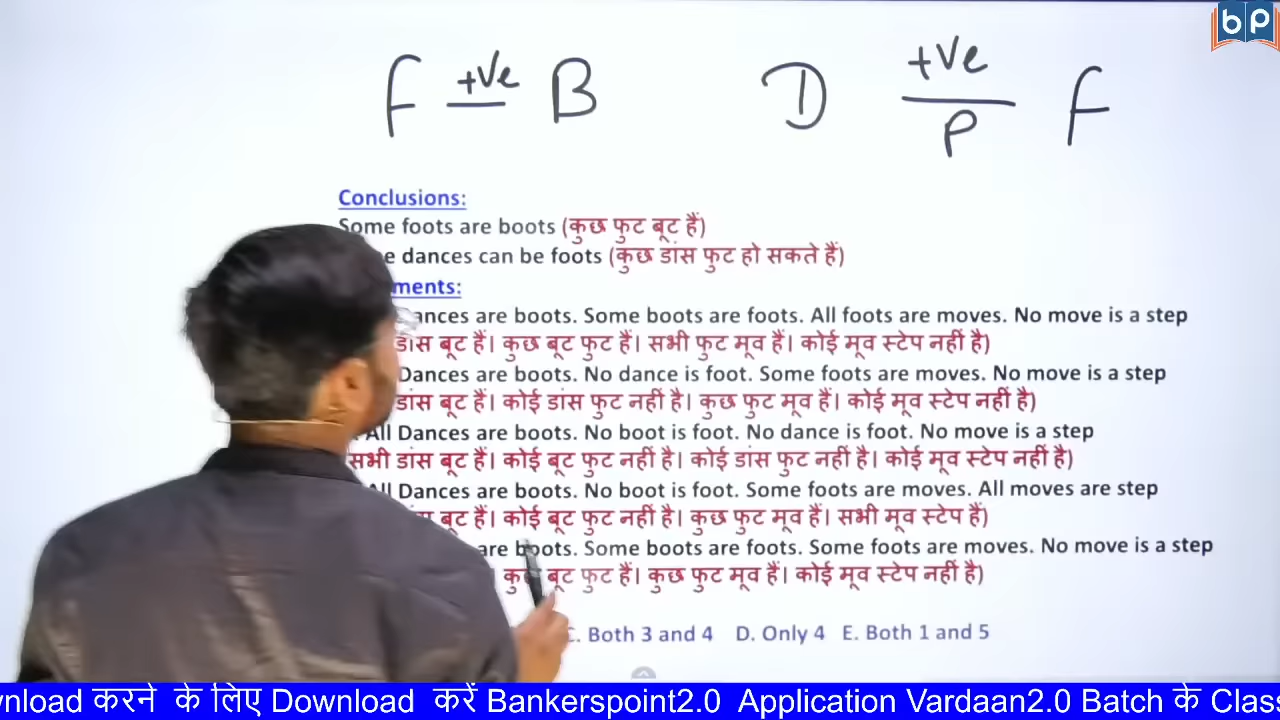 bp
F +Ve B D +Ve P F
Conclusions:
Some foots are boots (कुछ फुट बूट हैं)
dances can be foots (कुछ डांस फुट हो सकते हैं)
Dances are boots. Some boots are foots. All foots are moves. No move is a step
डांस बूट हैं। कुछ बूट फुट हैं। सभी फुट मूव हैं। कोई मूव स्टेप नहीं है)
Dances are boots. No dance is foot. Some foots are moves. No move is a step
डांस बूट हैं। कोई डांस फुट नहीं है। कुछ फुट मूव हैं। कोई मूव स्टेप नहीं है)
All Dances are boots. No boot is foot. No dance is foot. No move is a step
सभी डांस बूट हैं। कोई बूट फुट नहीं है। कोई डांस फुट नहीं है। कोई मूव स्टेप नहीं है)
All Dances are boots. No boot is foot. Some foots are moves. All moves are step
बूट हैं। कोई बूट फुट नहीं है। कुछ फुट मूव हैं। सभी मूव स्टेप हैं)
are boots. Some boots are foots. Some foots are moves. No move is a step
कुछ बूट फुट हैं। कुछ फुट मूव हैं। कोई मूव स्टेप नहीं है)
C. Both 3 and 4 D. Only 4 E. Both 1 and 5
करने के लिए Download करें Bankerspoint2.0 Application Vardaan2.0 Batch के